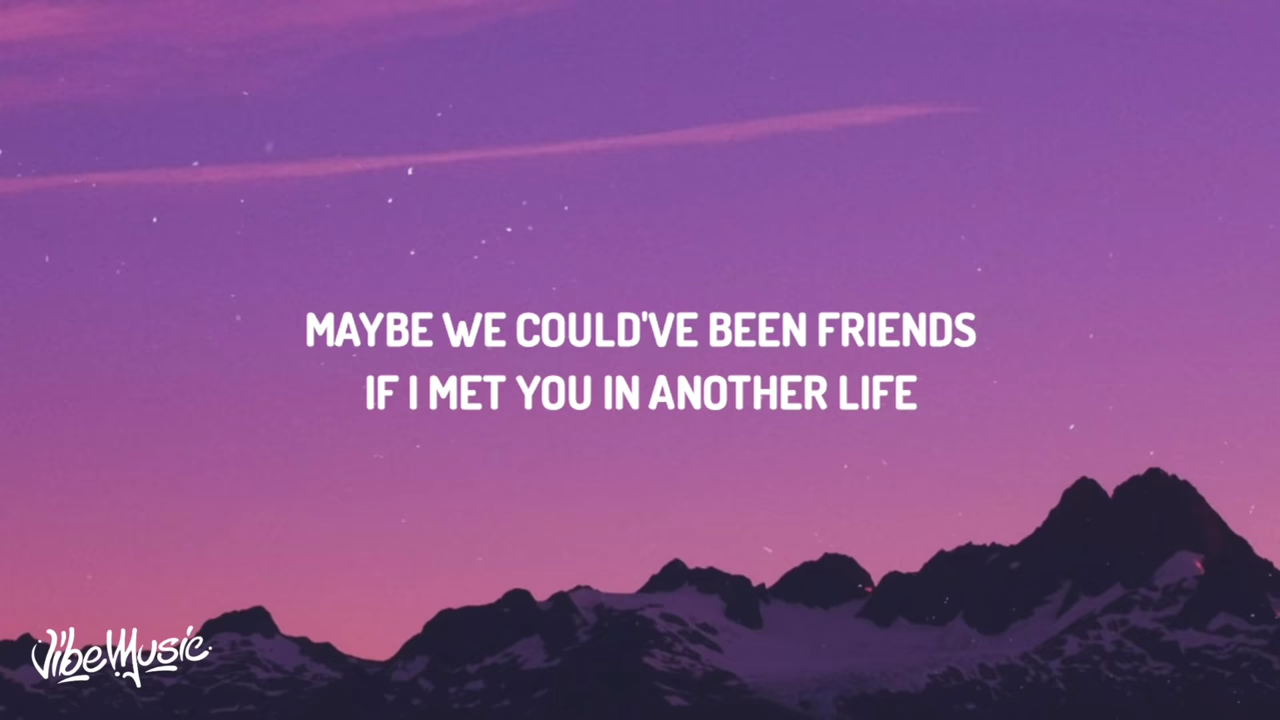 MAYBE WE COULD'VE BEEN FRIENDS
IF I MET YOU IN ANOTHER LIFE
VibeMusic